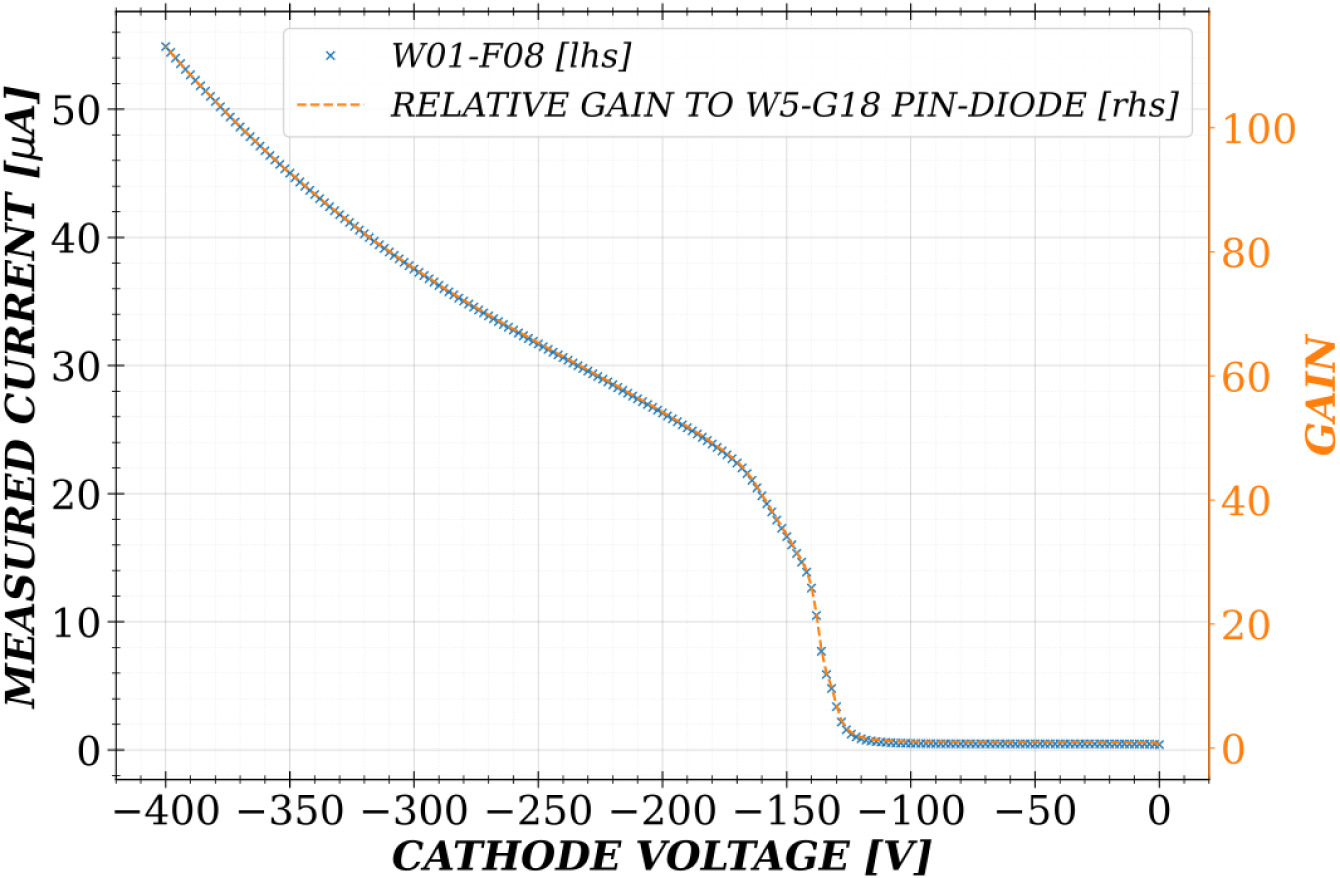 W01-F08 [lhs]
RELATIVE GAIN TO W5-G18 PIN-DIODE [rhs]
MEASURED CURRENT [μA]
50
40
30
20
10
0
100
80
60
40
20
0
GAIN
−400 −350 −300 −250 −200 −150 −100 −50 0
CATHODE VOLTAGE [V]